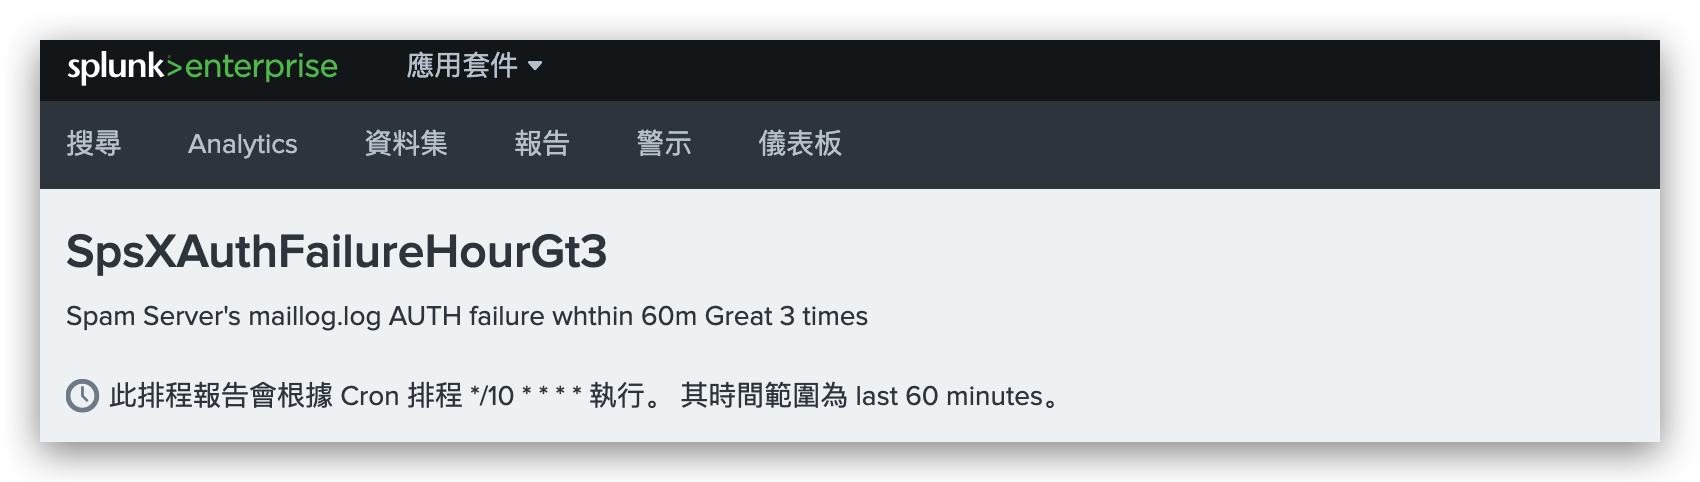 splunk>enterprise 應用套件
搜尋 Analytics 資料集 報告 警示 儀表板
SpsXAuthFailureHourGt3
Spam Server's maillog.log AUTH failure whthin 60m Great 3 times
此排程報告會根據 Cron 排程 */10 * * * * 執行。 其時間範圍為 last 60 minutes。